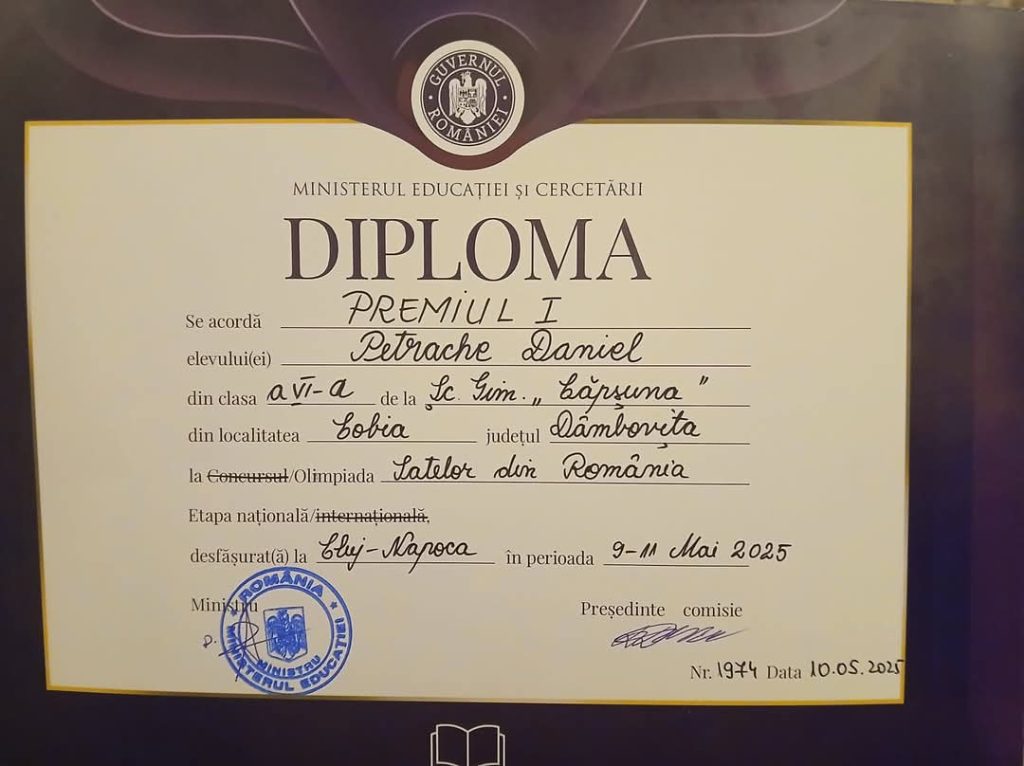 GUVERNUL ROMÂNIEI
MINISTERUL EDUCAȚIEI ȘI CERCETĂRII
DIPLOMA
Se acordă PREMIUL I
elevului(ei) Petrache Daniel
din clasa a VI-a de la Șc. Gim. „Căpșuna"
din localitatea Cobia județul Dâmbovița
la Concursul/Olimpiada Satelor din România
Etapa națională/internațională,
desfășurat(ă) la Cluj-Napoca în perioada 9-11 Mai 2025
Ministru Președinte comisie
ROMÂNIA
MINISTERUL EDUCAȚIEI
MINISTRU
Nr. 1974 Data 10.05.2025